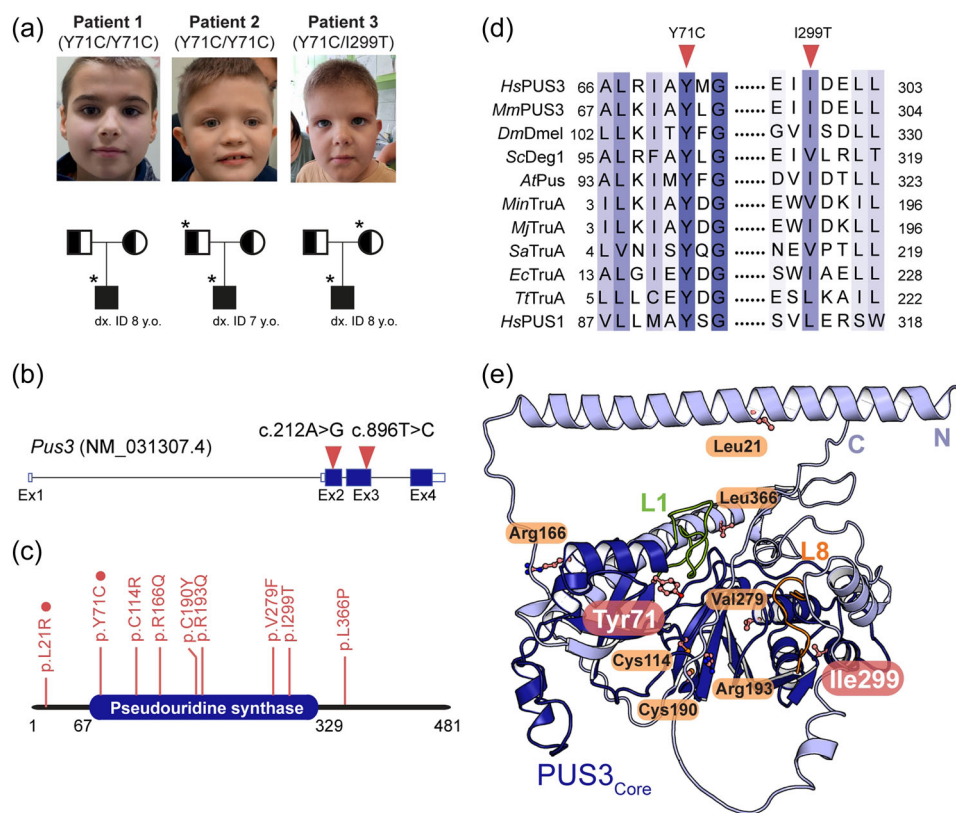 (a)
Patient 1
(Y71C/Y71C)
Patient 2
(Y71C/Y71C)
Patient 3
(Y71C/I299T)
* * *
* * *
dx. ID 8 y.o.
dx. ID 7 y.o.
dx. ID 8 y.o.
(b)
c.212A>G c.896T>C
Pus3 (NM_031307.4)
Ex1
Ex2
Ex3
Ex4
(c)
p.L21R
p.Y71C
p.C114R
p.R166Q
p.C190Y
p.R193Q
p.V279F
p.I299T
p.L366P
Pseudouridine synthase
1
67
329
481
(d)
Y71C
I299T
HsPUS3 66 A L R I A Y M G ...... E I I D E L L 303
MmPUS3 67 A L K I A Y L G ...... E I I D E L L 304
DmDmel 102 L L K I T Y F G ...... G V I S D L L 330
ScDeg1 95 A L R F A Y L G ...... E I V L R L T 319
AtPus 93 A L K I M Y F G ...... D V I D T L L 323
MinTruA 3 I L K I A Y D G ...... E W V D K I L 196
MjTruA 3 I L K I A Y D G ...... E W I D K L L 196
SaTruA 4 L V N I S Y Q G ...... N E V P T L L 219
EcTruA 13 A L G I E Y D G ...... S W I A E L L 228
TtTruA 5 L L L C E Y D G ...... E S L K A I L 222
HsPUS1 87 V L L M A Y S G ...... S V L E R S W 318
(e)
N
C
Leu21
L1
Leu366
Arg166
L8
Val279
Tyr71
Cys114
Arg193
Ile299
Cys190
PUS3Core